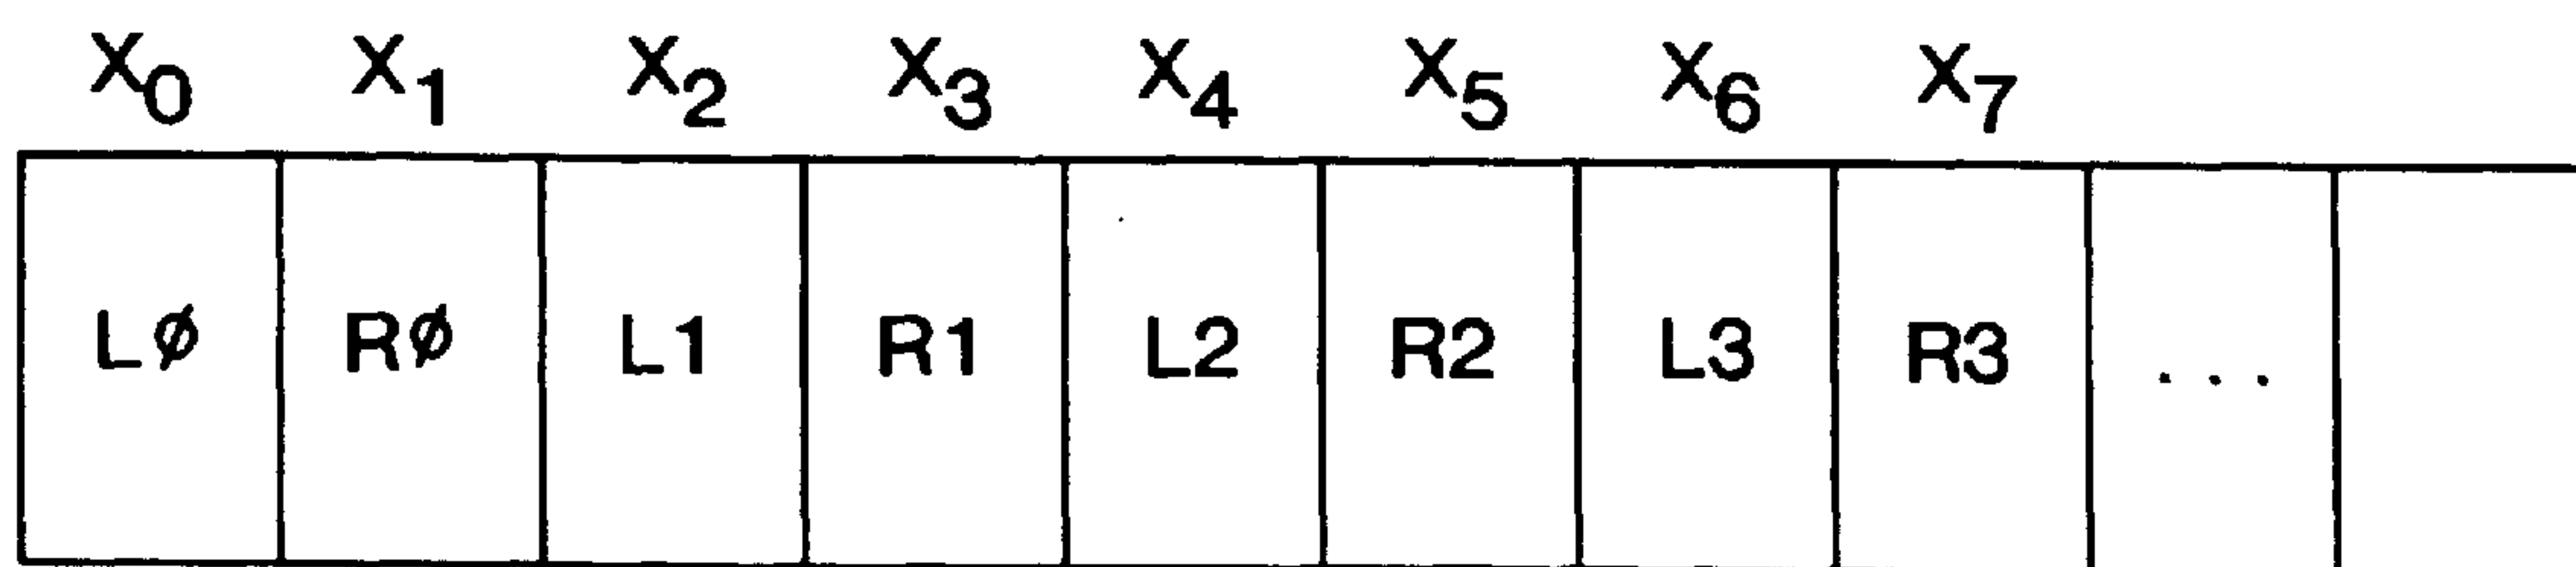 X0 X1 X2 X3 X4 X5 X6 X7
LØ RØ L1 R1 L2 R2 L3 R3 ...